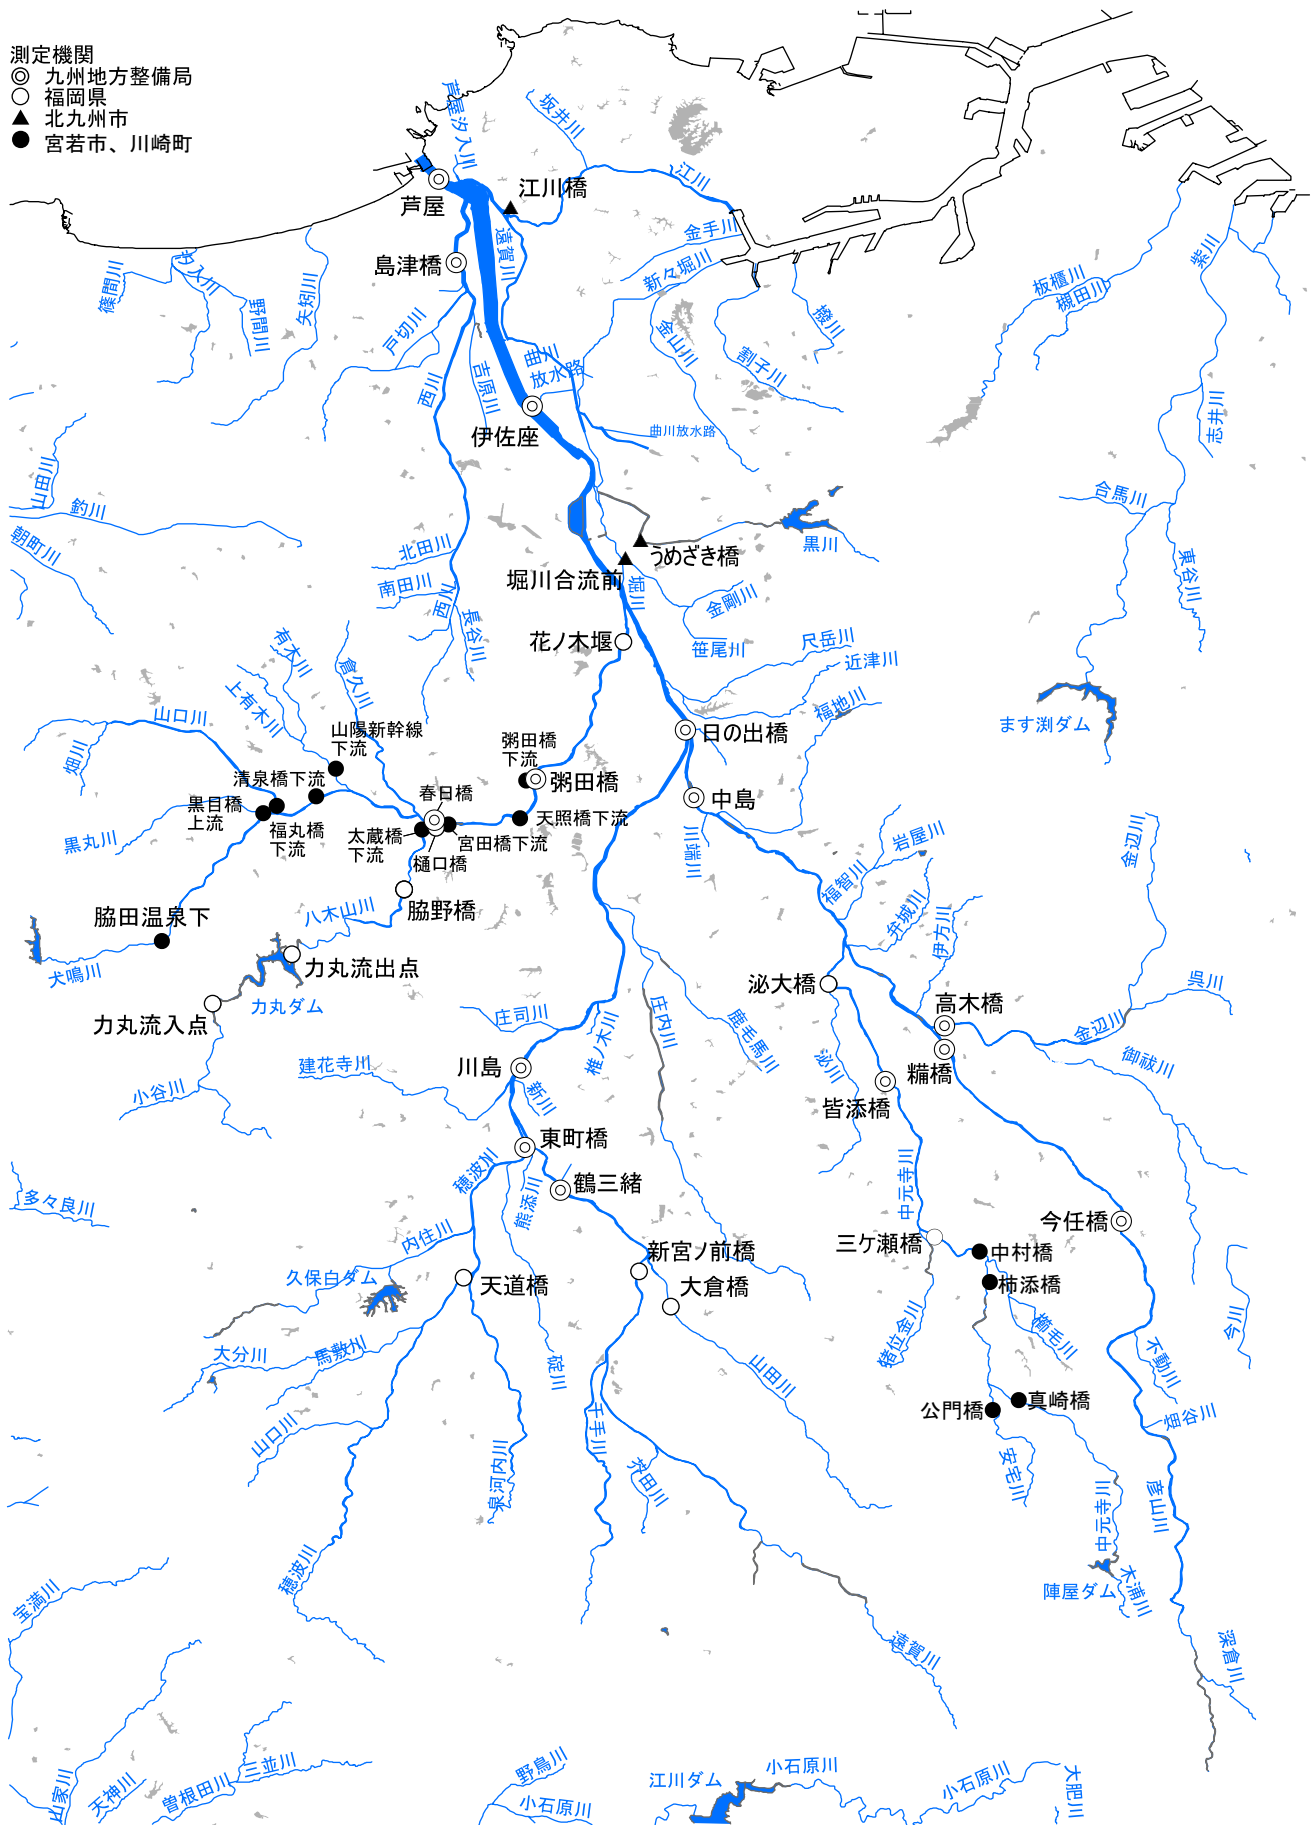 測定機関
◎ 九州地方整備局
○ 福岡県
▲ 北九州市
● 宮若市、川崎町
芦屋汐入川
坂井川
江川
江川橋
芦屋
遠賀川
金手川
新々堀川
島津橋
篠間川
汐入川
野間川
矢矧川
戸切川
西川
吉原川
曲川
放水路
金山川
割子川
撥川
板櫃川
槻田川
紫川
伊佐座
曲川放水路
志井川
山田川
釣川
朝町川
合馬川
東谷川
北田川
南田川
西川
長谷川
黒川
うめざき橋
堀川合流前
堀川
金剛川
笹尾川
花ノ木堰
尺岳川
近津川
福地川
ます渕ダム
有木川
上有木川
倉久川
山口川
畑川
山陽新幹線
下流
粥田橋
下流
日の出橋
粥田橋
中島
清泉橋下流
春日橋
黒目橋
上流
福丸橋
下流
太蔵橋
下流
樋口橋
宮田橋下流
天照橋下流
黒丸川
川端川
岩屋川
福智川
金辺川
弁城川
伊方川
脇田温泉下
八木山川
脇野橋
犬鳴川
力丸ダム
力丸流出点
力丸流入点
泌大橋
高木橋
呉川
金辺川
御祓川
庄司川
椎ノ木川
庄内川
鹿毛馬川
泌川
糒橋
皆添橋
建花寺川
川島
新川
小谷川
東町橋
穂波川
熊添川
鶴三緒
中元寺川
多々良川
内住川
久保白ダム
天道橋
新宮ノ前橋
大倉橋
三ケ瀬橋
中村橋
柿添橋
今任橋
櫛毛川
猪位金川
今川
不動川
大分川
馬敷川
碇川
山田川
山口川
泉河内川
千手川
芥田川
公門橋
真崎橋
畑谷川
安宅川
中元寺川
彦山川
穂波川
陣屋ダム
木浦川
宝満川
遠賀川
深倉川
山家川
天神川
曽根田川
三並川
野鳥川
小石原川
江川ダム
小石原川
小石原川
大肥川